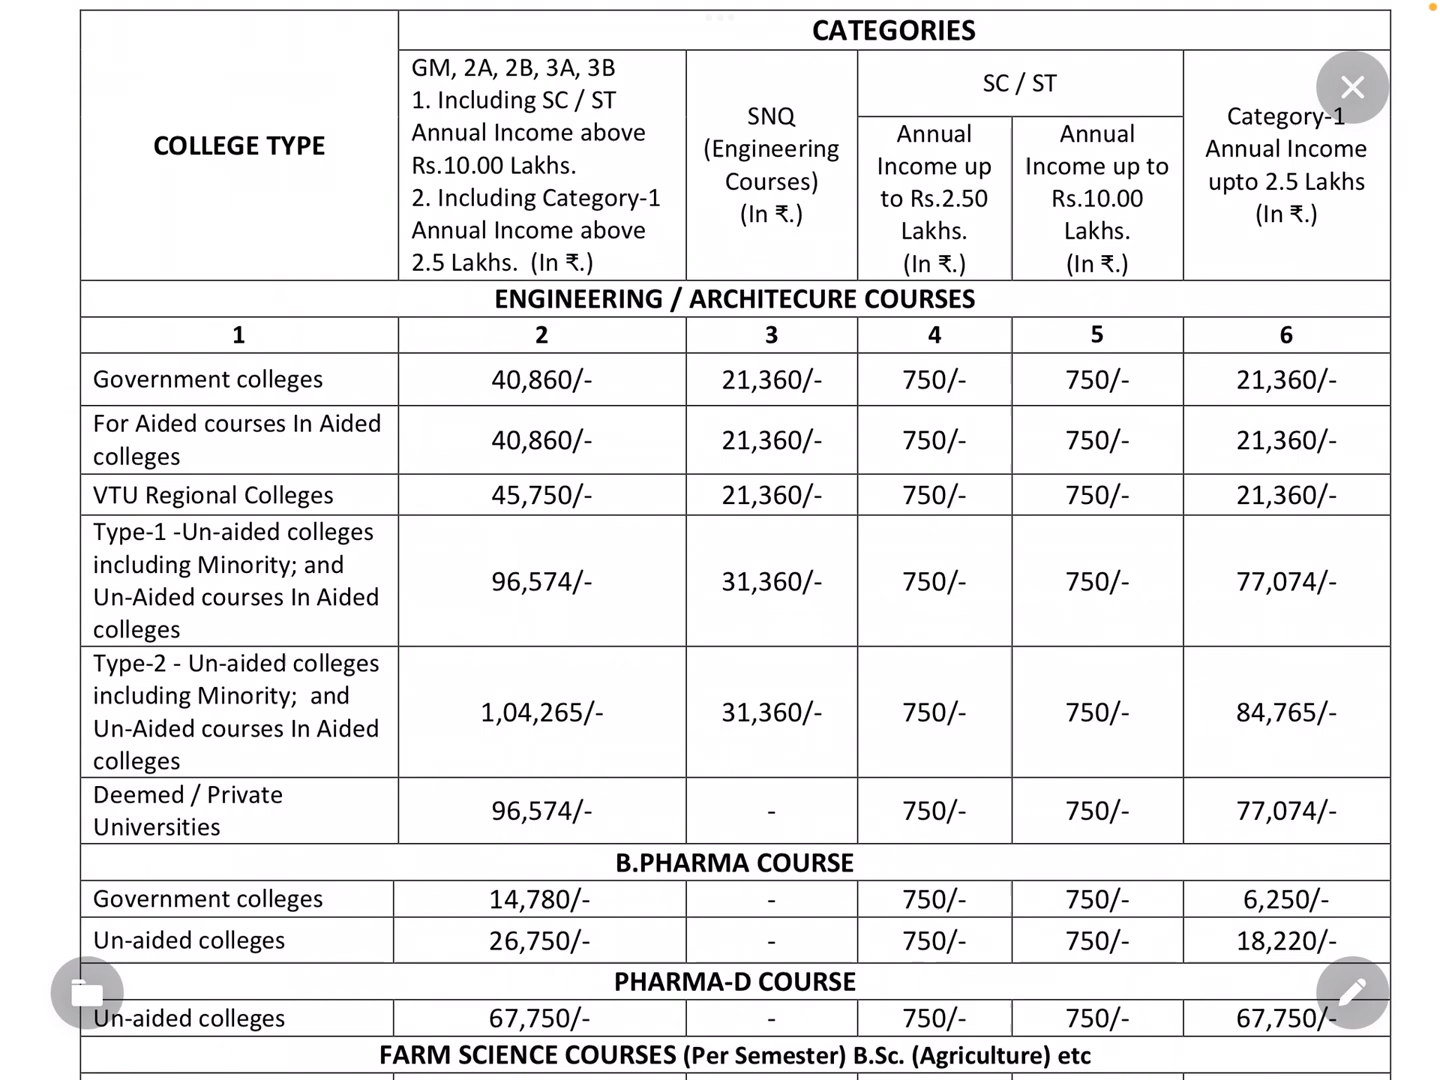 CATEGORIES
COLLEGE TYPE
GM, 2A, 2B, 3A, 3B
1. Including SC / ST
Annual Income above
Rs.10.00 Lakhs.
2. Including Category-1
Annual Income above
2.5 Lakhs.  (In ₹.)
SNQ
(Engineering
Courses)
(In ₹.)
SC / ST
Annual
Income up
to Rs.2.50
Lakhs.
(In ₹.)
Annual
Income up to
Rs.10.00
Lakhs.
(In ₹.)
Category-1
Annual Income
upto 2.5 Lakhs
(In ₹.)
ENGINEERING / ARCHITECURE COURSES
1 2 3 4 5 6
Government colleges 40,860/- 21,360/- 750/- 750/- 21,360/-
For Aided courses In Aided
colleges
40,860/- 21,360/- 750/- 750/- 21,360/-
VTU Regional Colleges 45,750/- 21,360/- 750/- 750/- 21,360/-
Type-1 -Un-aided colleges
including Minority; and
Un-Aided courses In Aided
colleges
96,574/- 31,360/- 750/- 750/- 77,074/-
Type-2 - Un-aided colleges
including Minority;  and
Un-Aided courses In Aided
colleges
1,04,265/- 31,360/- 750/- 750/- 84,765/-
Deemed / Private
Universities
96,574/- - 750/- 750/- 77,074/-
B.PHARMA COURSE
Government colleges 14,780/- - 750/- 750/- 6,250/-
Un-aided colleges 26,750/- - 750/- 750/- 18,220/-
PHARMA-D COURSE
Un-aided colleges 67,750/- - 750/- 750/- 67,750/-
FARM SCIENCE COURSES (Per Semester) B.Sc. (Agriculture) etc